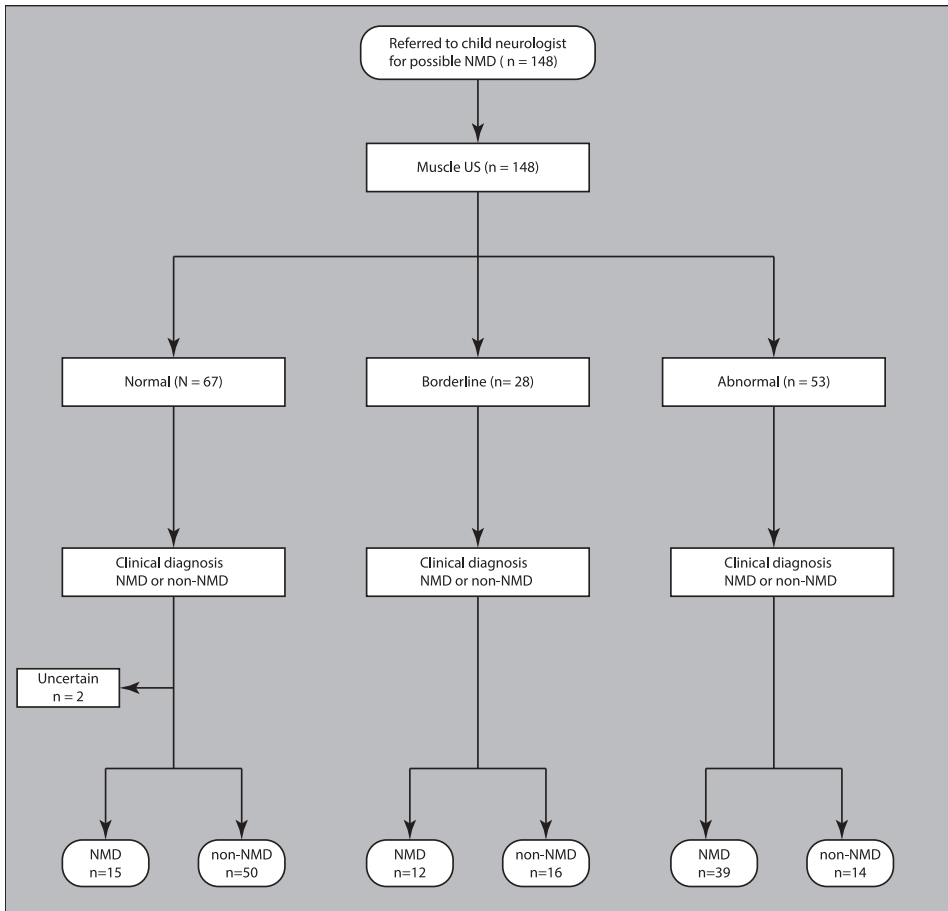 Referred to child neurologist
for possible NMD ( n = 148)
Muscle US (n = 148)
Normal (N = 67)
Borderline (n= 28)
Abnormal (n = 53)
Clinical diagnosis
NMD or non-NMD
Clinical diagnosis
NMD or non-NMD
Clinical diagnosis
NMD or non-NMD
Uncertain
n = 2
NMD
n=15
non-NMD
n=50
NMD
n=12
non-NMD
n=16
NMD
n=39
non-NMD
n=14